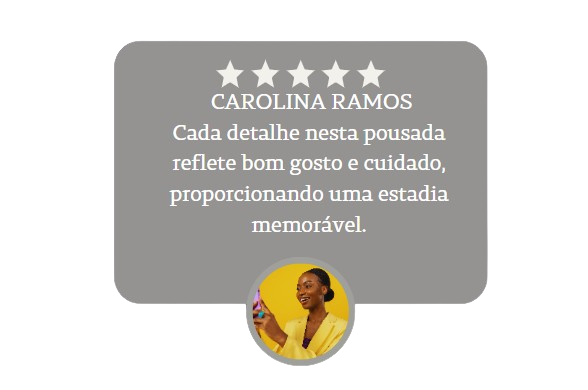 CAROLINA RAMOS
Cada detalhe nesta pousada
reflete bom gosto e cuidado,
proporcionando uma estadia
memorável.